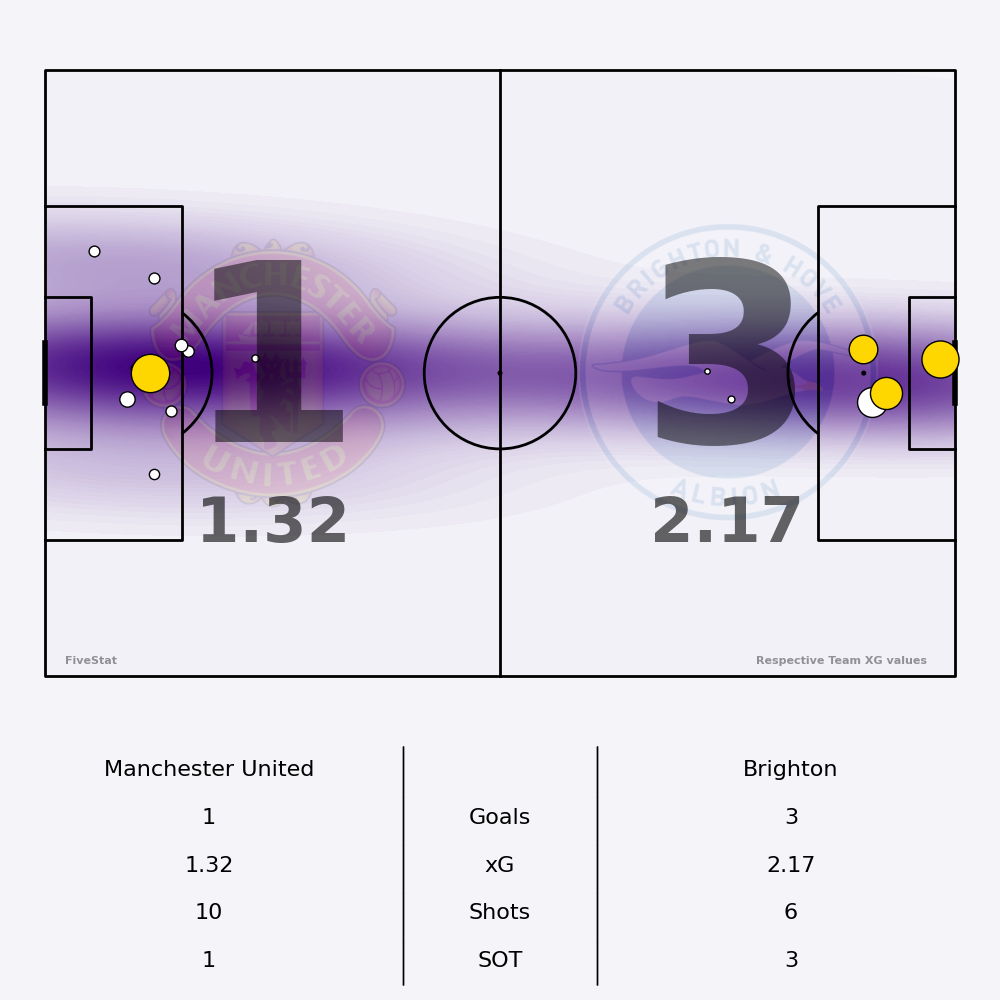 MANCHESTER
UNITED
BRIGHTON & HOVE
ALBION
1
3
1.32
2.17
FiveStat
Respective Team XG values
Manchester United
Brighton
1
Goals
3
1.32
xG
2.17
10
Shots
6
1
SOT
3